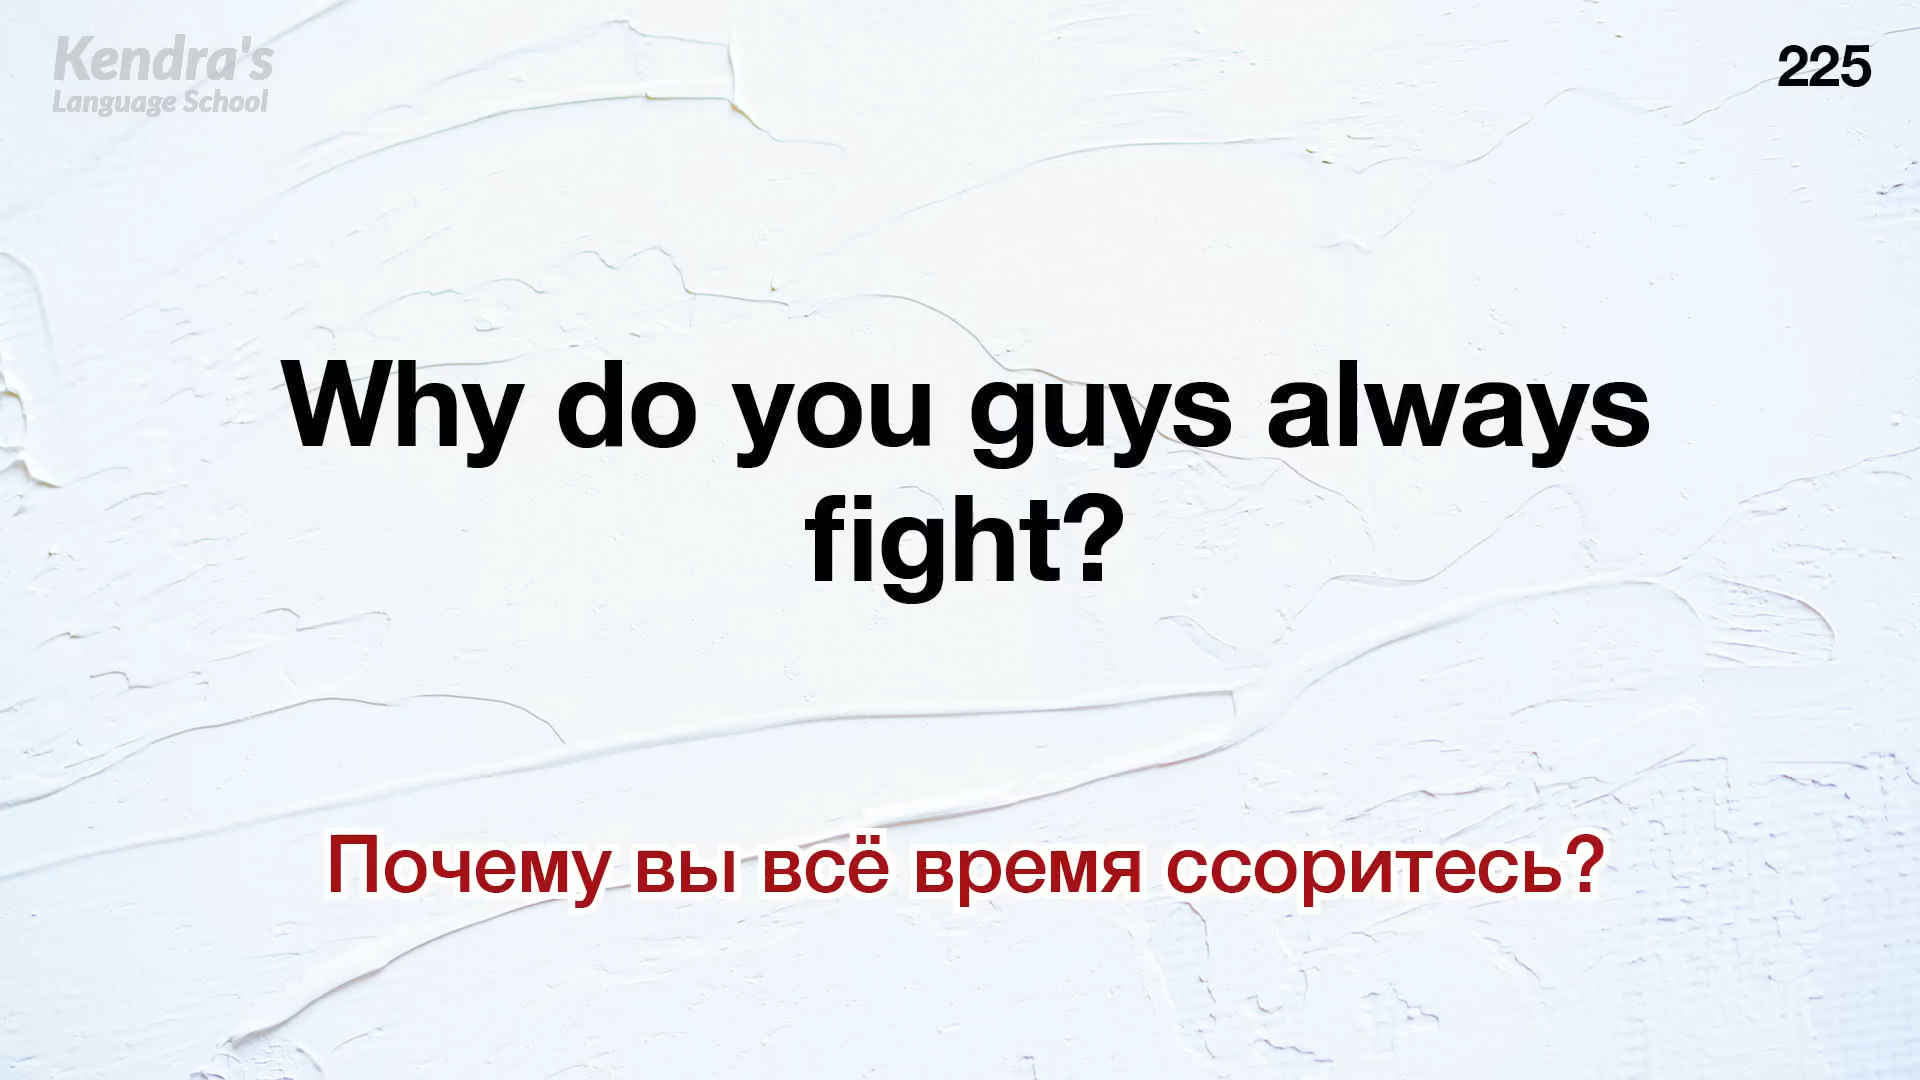 Kendra's
Language School
225
Why do you guys always
fight?
Почему вы всё время ссоритесь?